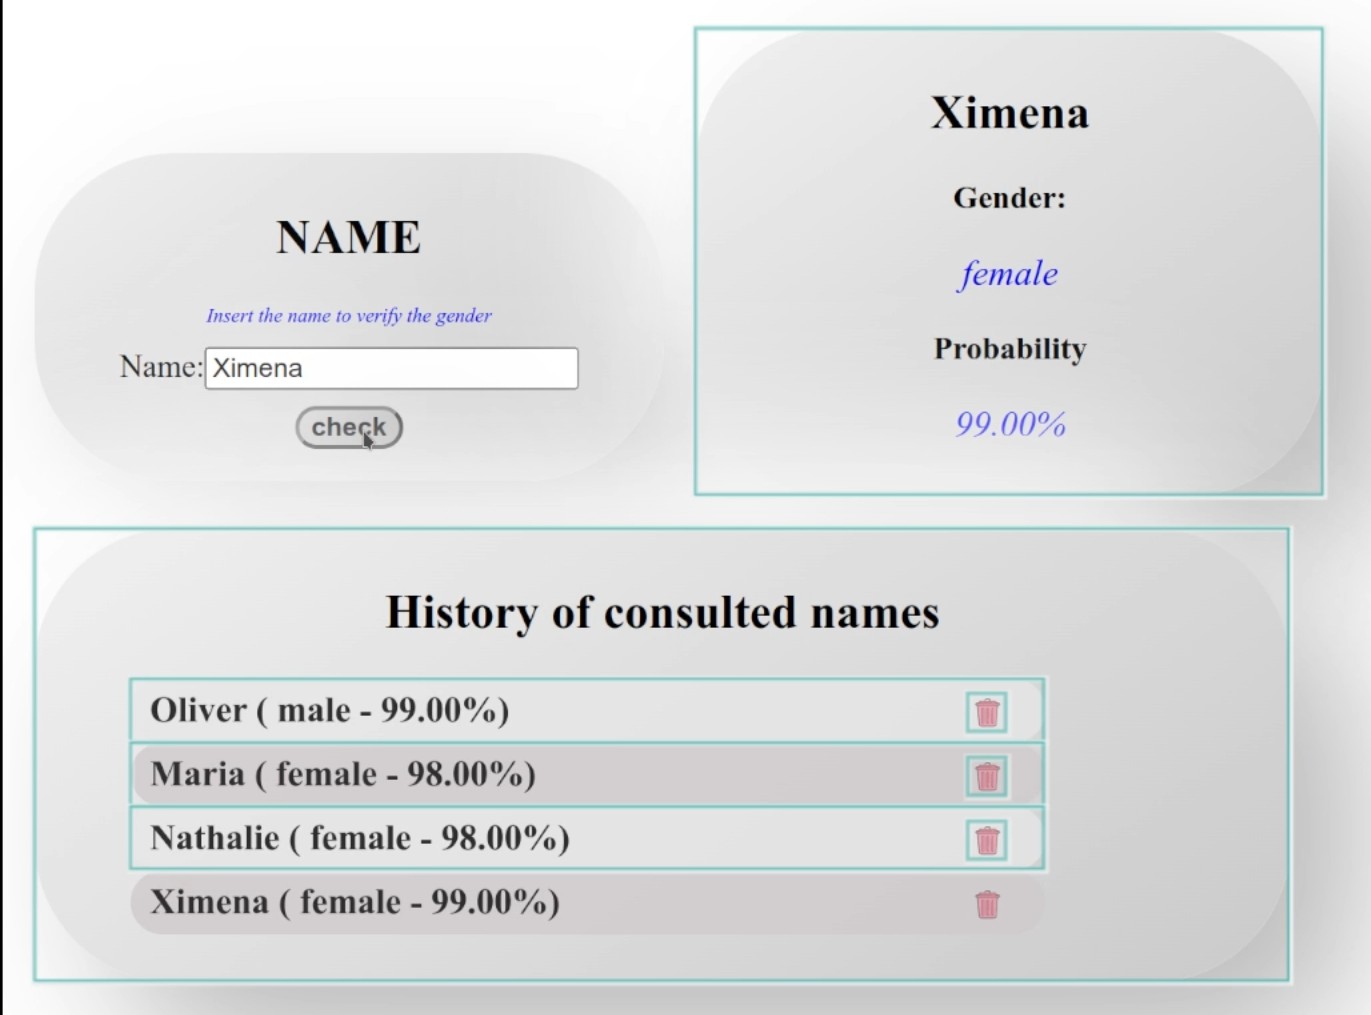 NAME
Insert the name to verify the gender
Name: Ximena
check
Ximena
Gender:
female
Probability
99.00%
History of consulted names
Oliver ( male - 99.00%)
Maria ( female - 98.00%)
Nathalie ( female - 98.00%)
Ximena ( female - 99.00%)